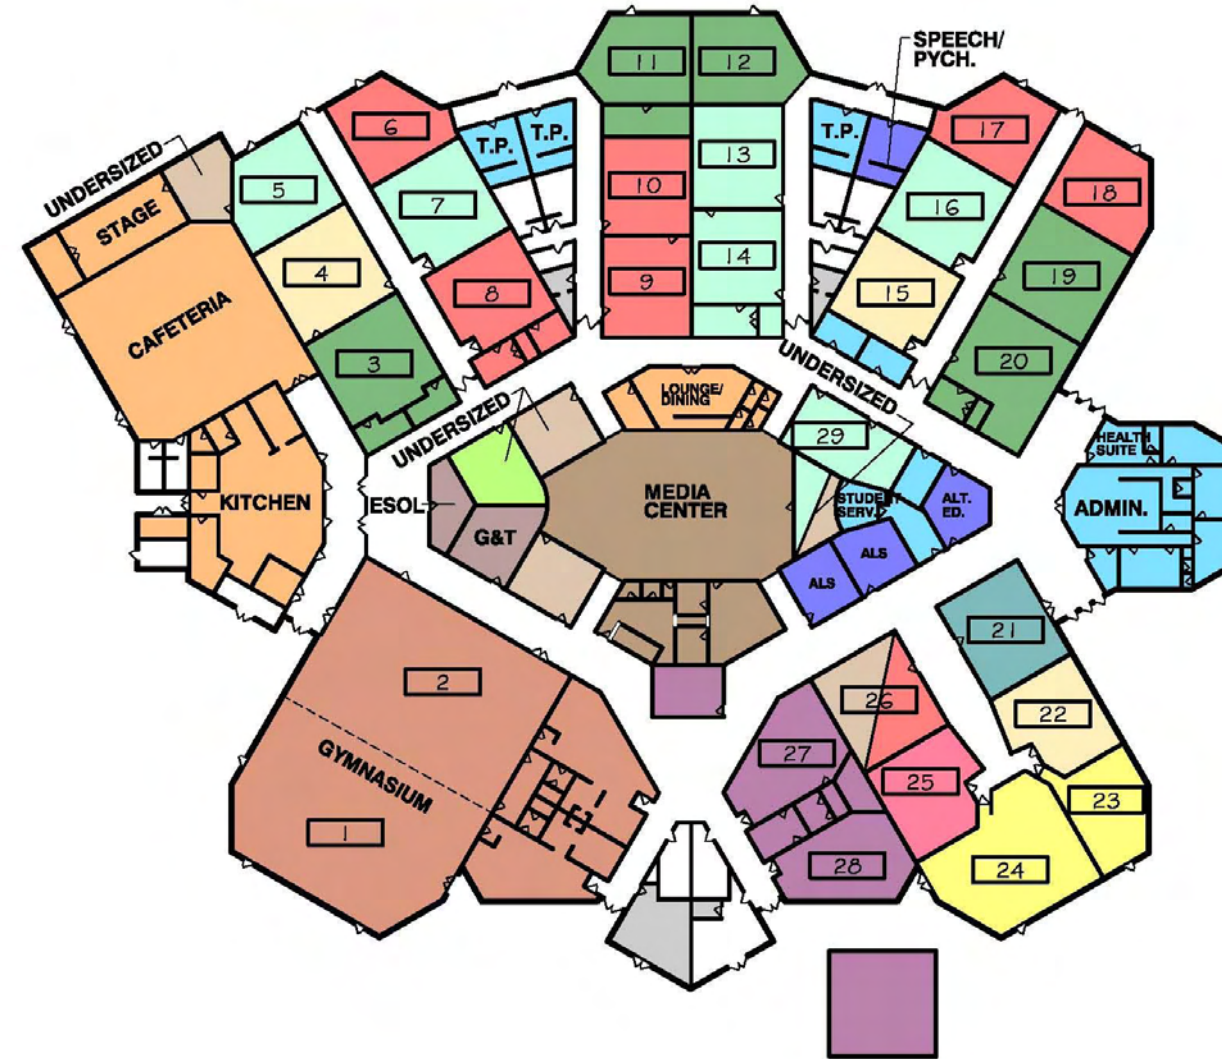 SPEECH/
PYCH.
11
12
6
T.P.
T.P.
T.P.
17
UNDERSIZED
5
7
13
10
16
18
STAGE
4
8
9
14
15
19
CAFETERIA
3
20
UNDERSIZED
LOUNGE/
DINING
UNDERSIZED
29
HEALTH
SUITE
KITCHEN
ESOL
G&T
MEDIA
CENTER
STUDENT
SERV.
ALT.
ED.
ADMIN.
ALS
ALS
21
2
26
22
GYMNASIUM
27
25
23
1
28
24